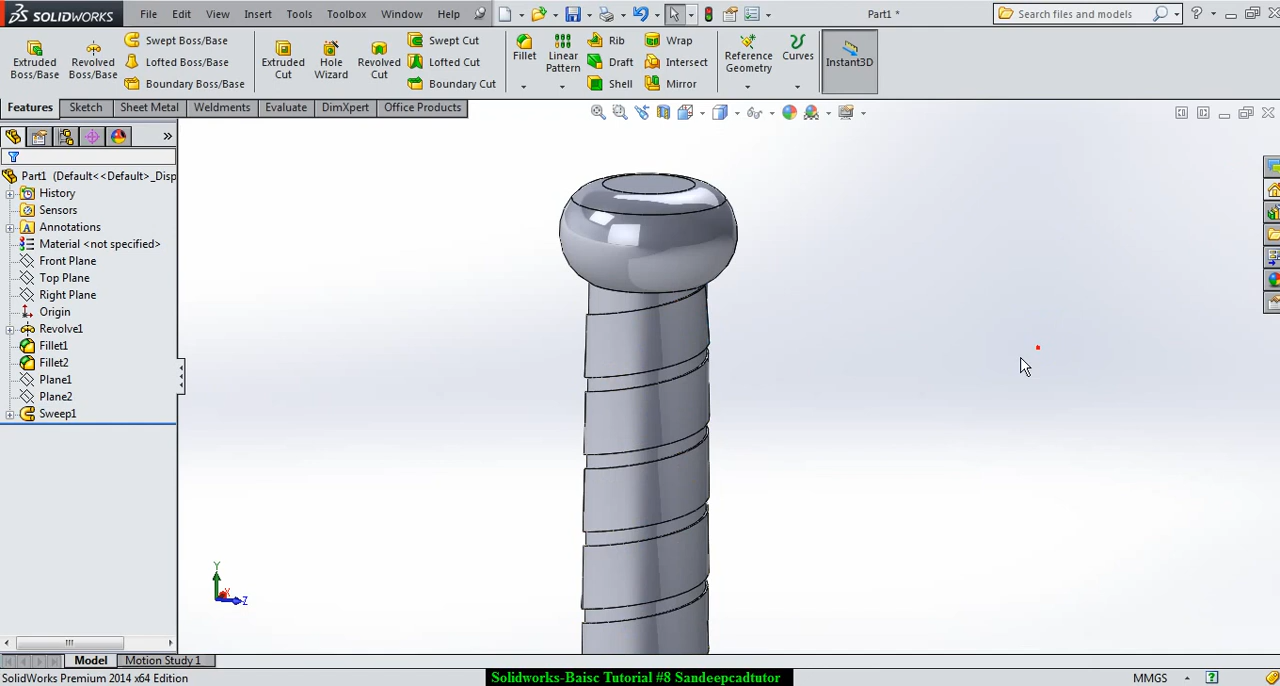 SOLIDWORKS File Edit View Insert Tools Toolbox Window Help Part1 * Search files and models
Extruded Boss/Base
Revolved Boss/Base
Swept Boss/Base
Lofted Boss/Base
Boundary Boss/Base
Extruded Cut
Hole Wizard
Revolved Cut
Swept Cut
Lofted Cut
Boundary Cut
Fillet
Linear Pattern
Rib
Draft
Shell
Wrap
Intersect
Mirror
Reference Geometry
Curves
Instant3D
Features Sketch Sheet Metal Weldments Evaluate DimXpert Office Products
Part1 (Default<<Default>_Disp
History
Sensors
Annotations
Material <not specified>
Front Plane
Top Plane
Right Plane
Origin
Revolve1
Fillet1
Fillet2
Plane1
Plane2
Sweep1
Y
X
Z
Model Motion Study 1
SolidWorks Premium 2014 x64 Edition
Solidworks-Baisc Tutorial #8 Sandeepcadtutor
MMGS